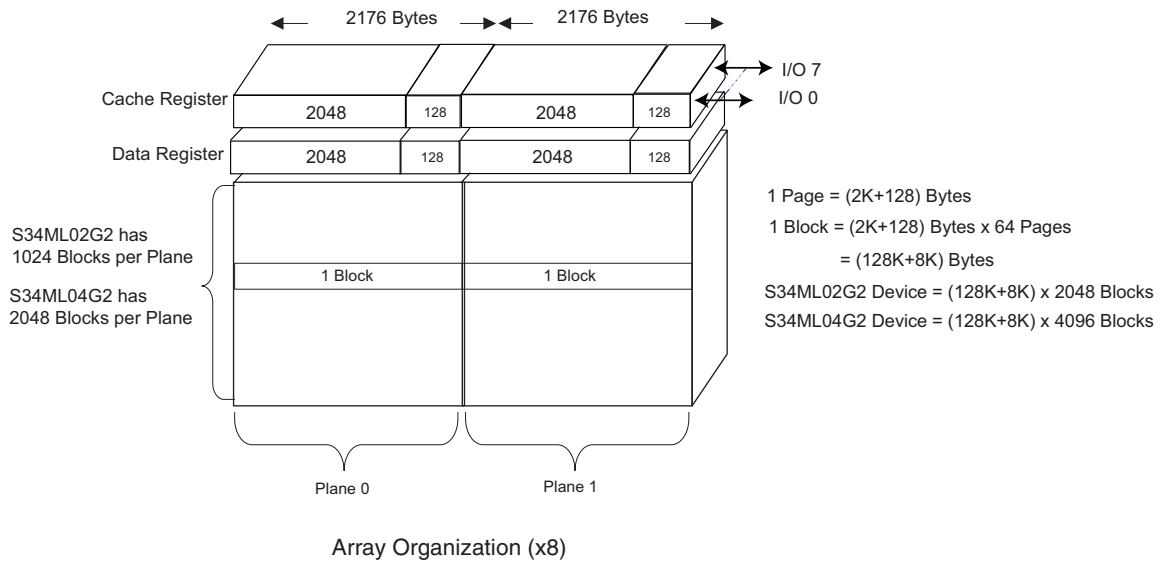 2176 Bytes 2176 Bytes
I/O 7
Cache Register 2048 128 2048 128 I/O 0
Data Register 2048 128 2048 128
1 Page = (2K+128) Bytes
1 Block = (2K+128) Bytes x 64 Pages
= (128K+8K) Bytes
S34ML02G2 Device = (128K+8K) x 2048 Blocks
S34ML04G2 Device = (128K+8K) x 4096 Blocks
S34ML02G2 has
1024 Blocks per Plane
S34ML04G2 has
2048 Blocks per Plane
1 Block 1 Block
Plane 0 Plane 1
Array Organization (x8)